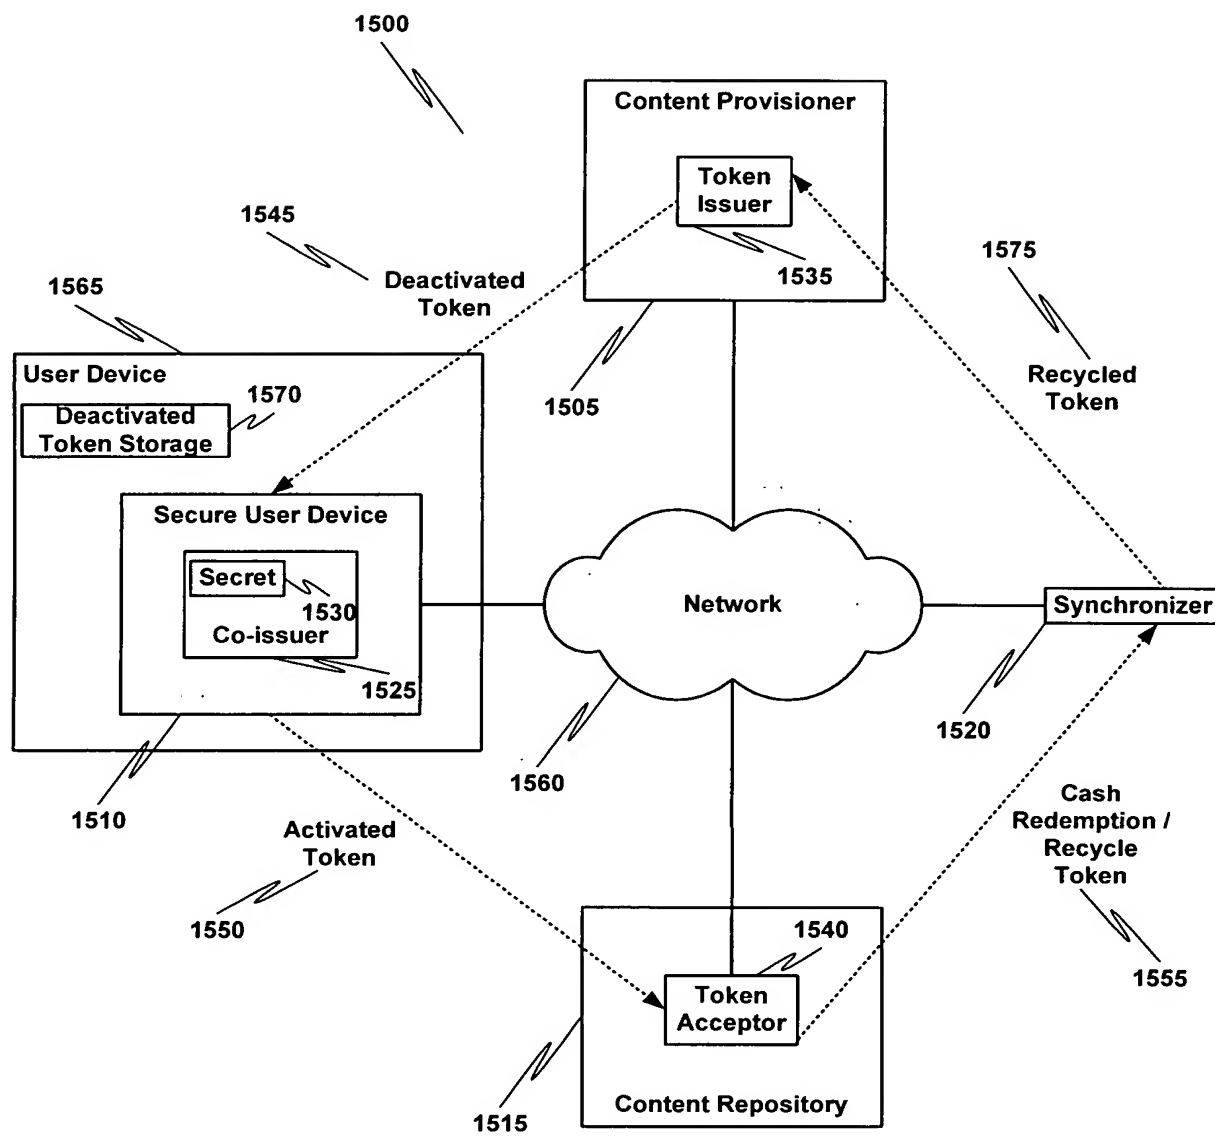 1500
Content Provisioner
Token
Issuer
1535
1545
Deactivated
Token
1575
Recycled
Token
1565
User Device
1570
Deactivated
Token Storage
1505
Secure User Device
Secret
1530
Co-issuer
1525
Network
Synchronizer
1510
1560
1520
Activated
Token
1550
Cash
Redemption /
Recycle
Token
1555
1540
Token
Acceptor
1515
Content Repository